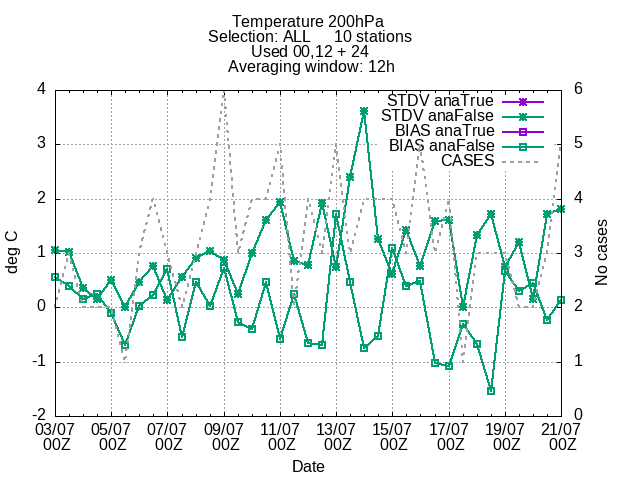 Temperature 200hPa
Selection: ALL 10 stations
Used 00,12 + 24
Averaging window: 12h
STDV anaTrue
STDV anaFalse
BIAS anaTrue
BIAS anaFalse
CASES
4
3
2
1
0
-1
-2
deg C
6
5
4
3
2
1
0
No cases
03/07 05/07 07/07 09/07 11/07 13/07 15/07 17/07 19/07 21/07
00Z 00Z 00Z 00Z 00Z 00Z 00Z 00Z 00Z 00Z
Date